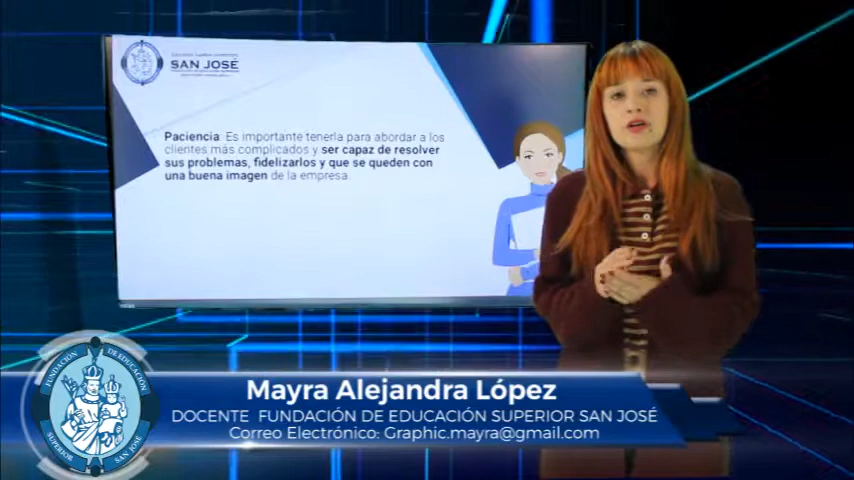 SAN JOSÉ
Paciencia: Es importante tenerla para abordar a los
clientes más complicados y ser capaz de resolver
sus problemas, fidelizarlos y que se queden con
una buena imagen de la empresa.
FUNDACIÓN DE EDUCACIÓN
SUPERIOR SAN JOSÉ
Mayra Alejandra López
DOCENTE FUNDACIÓN DE EDUCACIÓN SUPERIOR SAN JOSÉ
Correo Electrónico: Graphic.mayra@gmail.com